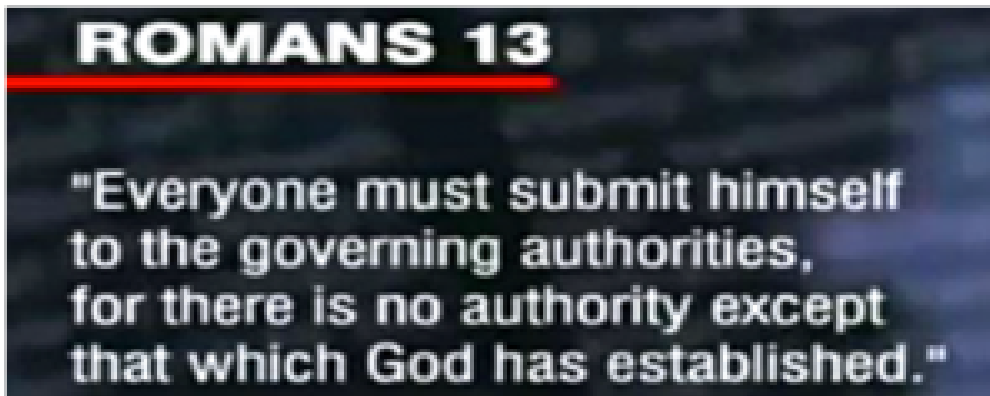 ROMANS 13
"Everyone must submit himself
to the governing authorities,
for there is no authority except
that which God has established."